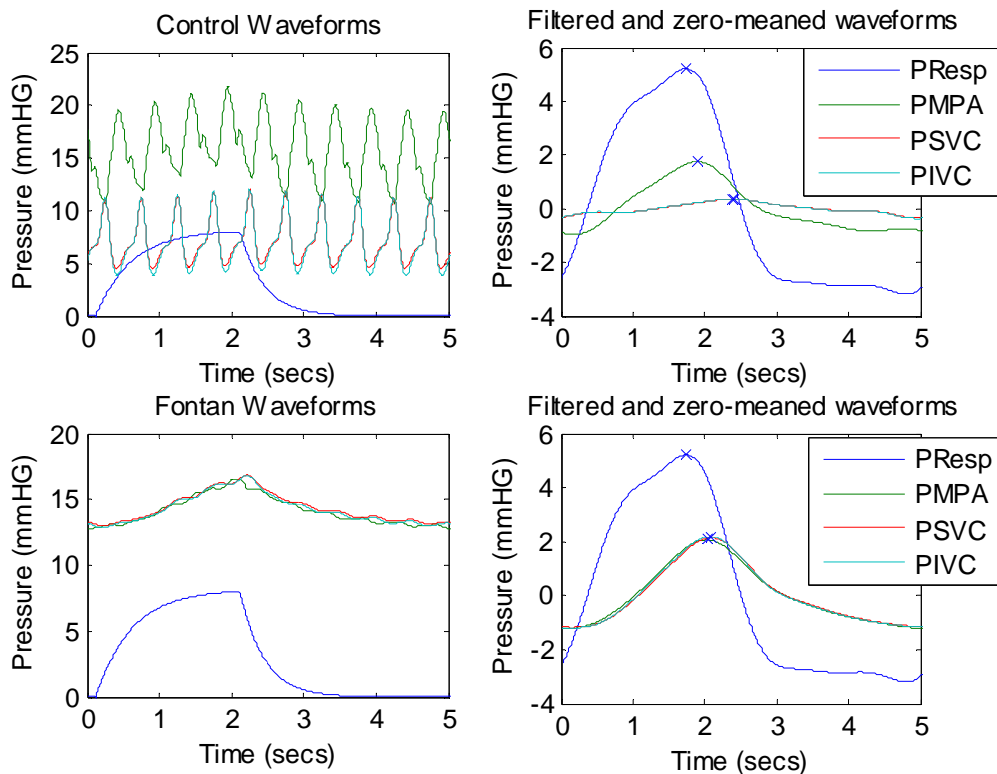 Control Waveforms
Pressure (mmHG)
25
20
15
10
5
0
0 1 2 3 4 5
Time (secs)
Filtered and zero-meaned waveforms
Pressure (mmHG)
6
4
2
0
-2
-4
0 1 2 3 4 5
Time (secs)
PResp
PMPA
PSVC
PIVC
Fontan Waveforms
Pressure (mmHG)
20
15
10
5
0
0 1 2 3 4 5
Time (secs)
Filtered and zero-meaned waveforms
Pressure (mmHG)
6
4
2
0
-2
-4
0 1 2 3 4 5
Time (secs)
PResp
PMPA
PSVC
PIVC